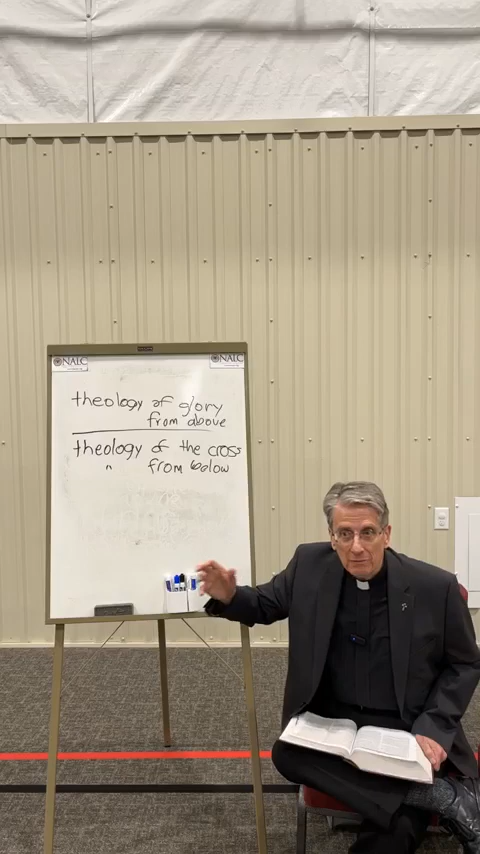 NALC
NALC
theology of glory
from above
theology of the cross
" from below